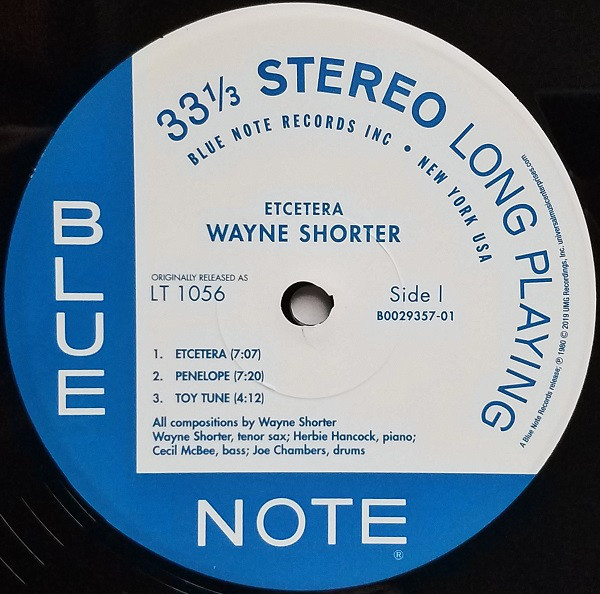 33⅓ STEREO LONG PLAYING
BLUE NOTE RECORDS INC • NEW YORK USA
ETCETERA
WAYNE SHORTER
ORIGINALLY RELEASED AS
LT 1056
Side I
B0029357-01
1. ETCETERA (7:07)
2. PENELOPE (7:20)
3. TOY TUNE (4:12)
All compositions by Wayne Shorter
Wayne Shorter, tenor sax; Herbie Hancock, piano;
Cecil McBee, bass; Joe Chambers, drums
A Blue Note Records release; ℗ 1980 © 2019 UMG Recordings, Inc. universalmusicenterprises.com
BLUE
NOTE
®